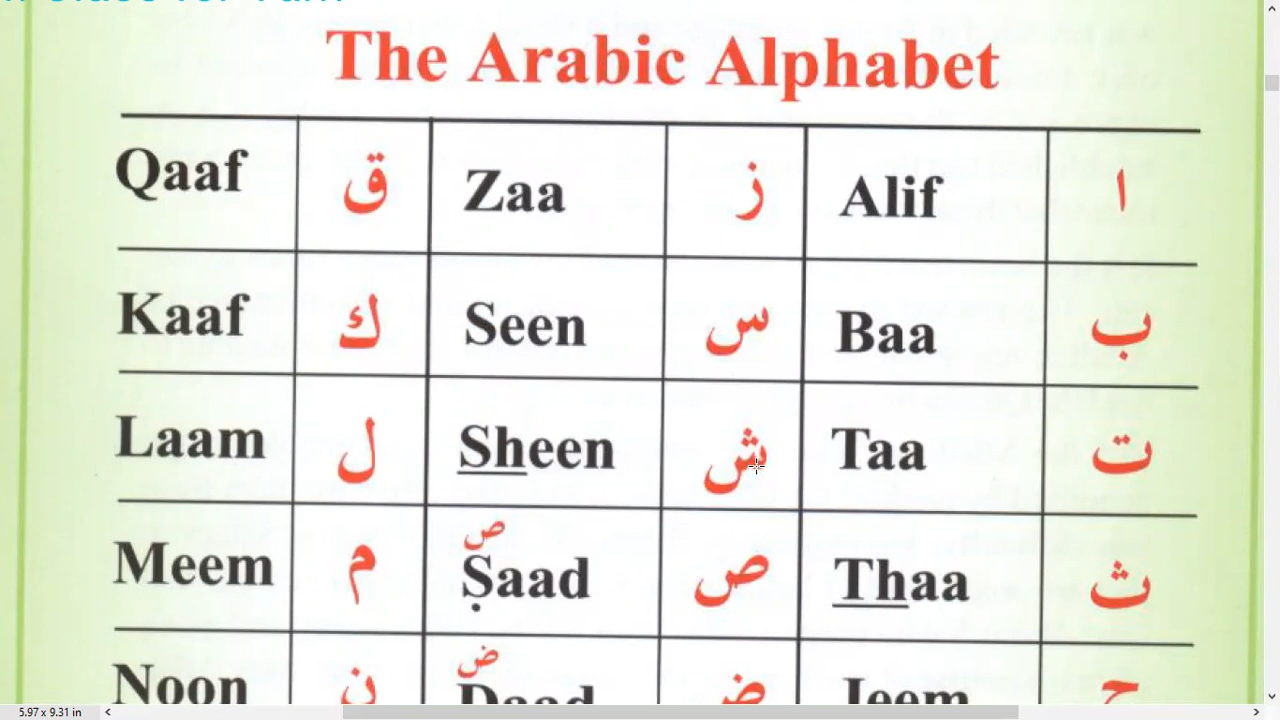 The Arabic Alphabet
Qaaf ق Zaa ز Alif ا
Kaaf ك Seen س Baa ب
Laam ل Sheen ش Taa ت
ص
Meem م Ṣaad ص Thaa ث
ض
Noon ن
5.97 x 9.31 in